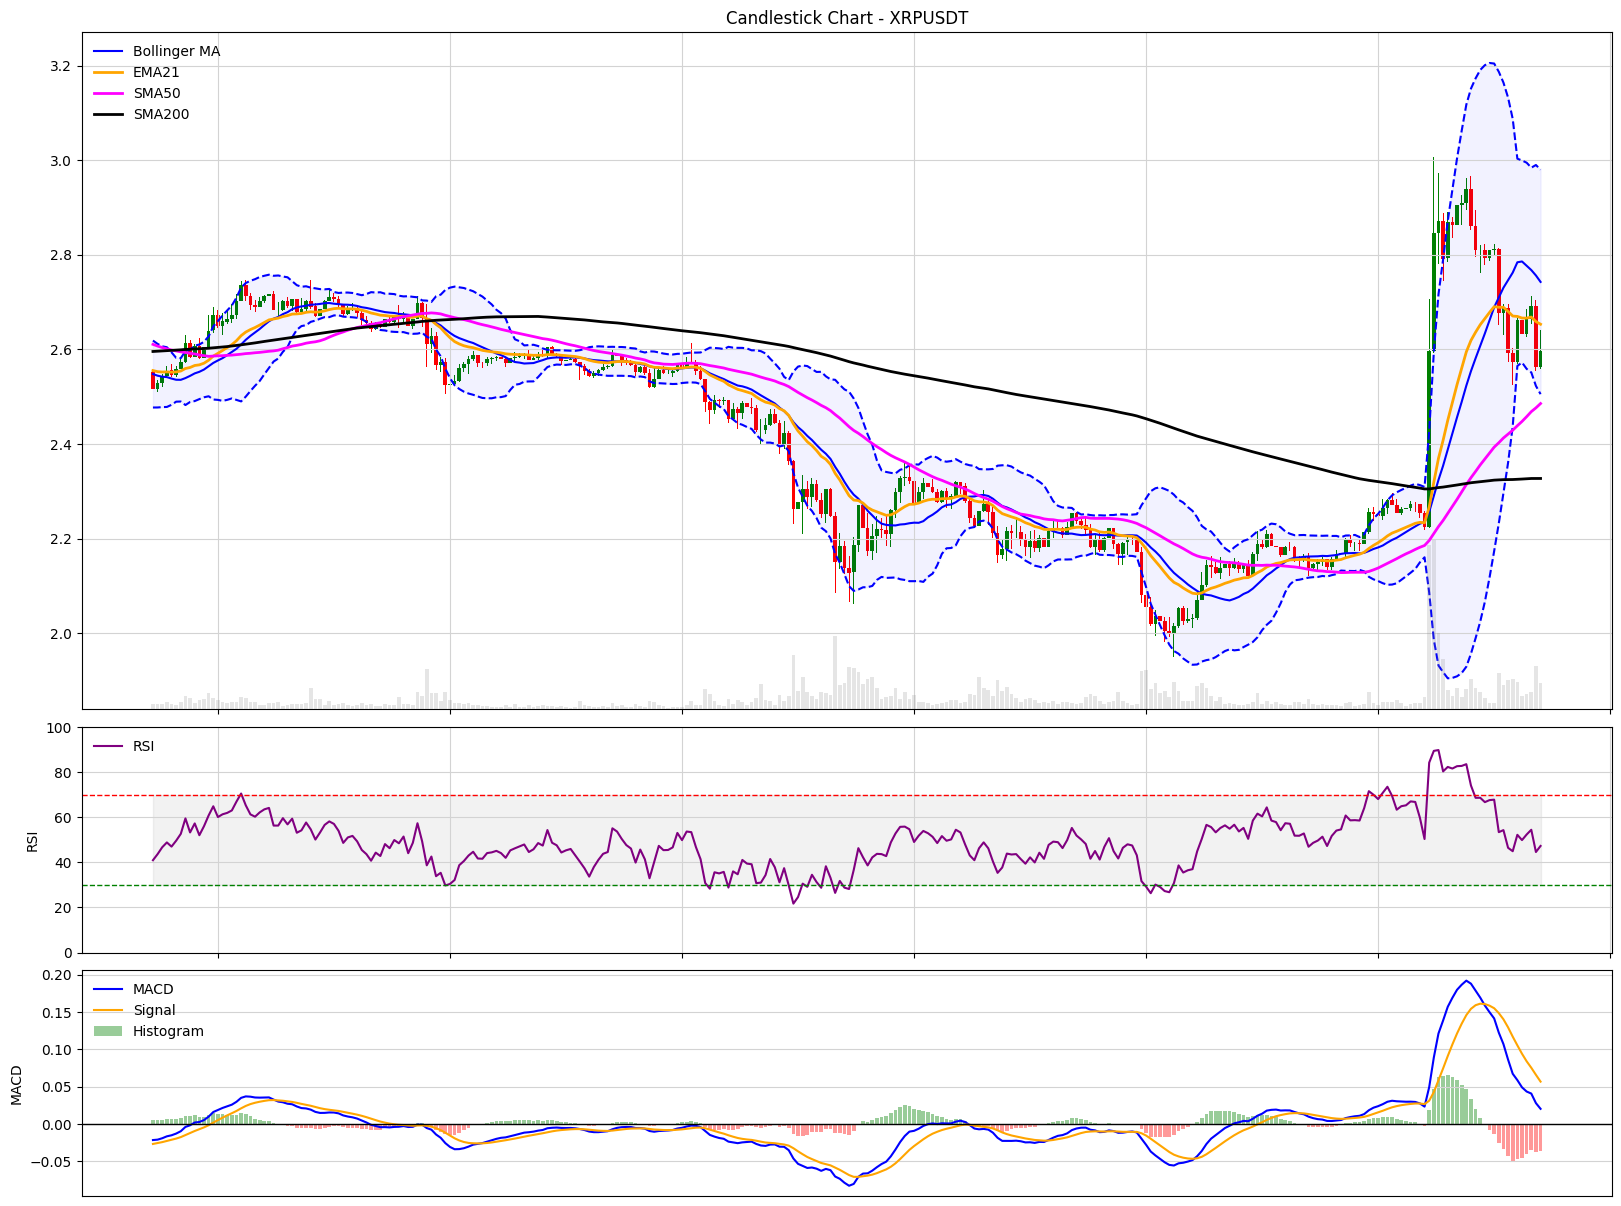 Candlestick Chart - XRPUSDT
Bollinger MA
EMA21
SMA50
SMA200
3.2
3.0
2.8
2.6
2.4
2.2
2.0
RSI
100
80
60
40
20
0
RSI
MACD
Signal
Histogram
0.20
0.15
0.10
0.05
0.00
−0.05
MACD